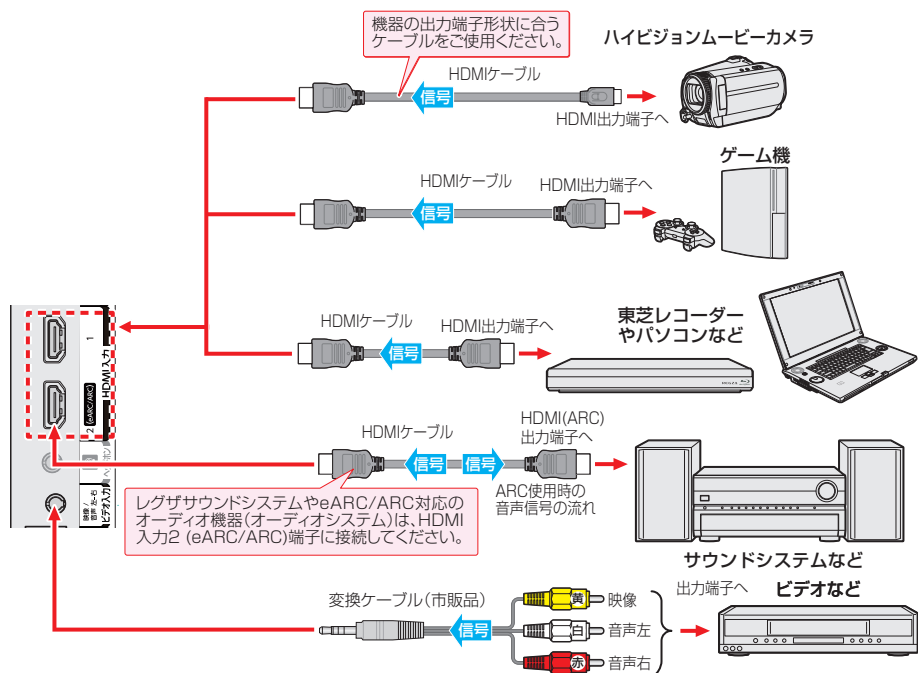 機器の出力端子形状に合う
ケーブルをご使用ください。
ハイビジョンムービーカメラ
HDMIケーブル
信号
HDMI出力端子へ
ゲーム機
HDMIケーブル
HDMI出力端子へ
信号
東芝レコーダー
やパソコンなど
HDMIケーブル
HDMI出力端子へ
信号
1
2 (eARC/ARC)
HDMI入力
ヘッドホン
映像/
音声 左-右
ビデオ入力
HDMI(ARC)
出力端子へ
HDMIケーブル
信号
信号
ARC使用時の
音声信号の流れ
レグザサウンドシステムやeARC/ARC対応の
オーディオ機器(オーディオシステム)は、HDMI
入力2 (eARC/ARC)端子に接続してください。
サウンドシステムなど
出力端子へ
ビデオなど
変換ケーブル(市販品)
信号
黄
映像
白
音声左
赤
音声右